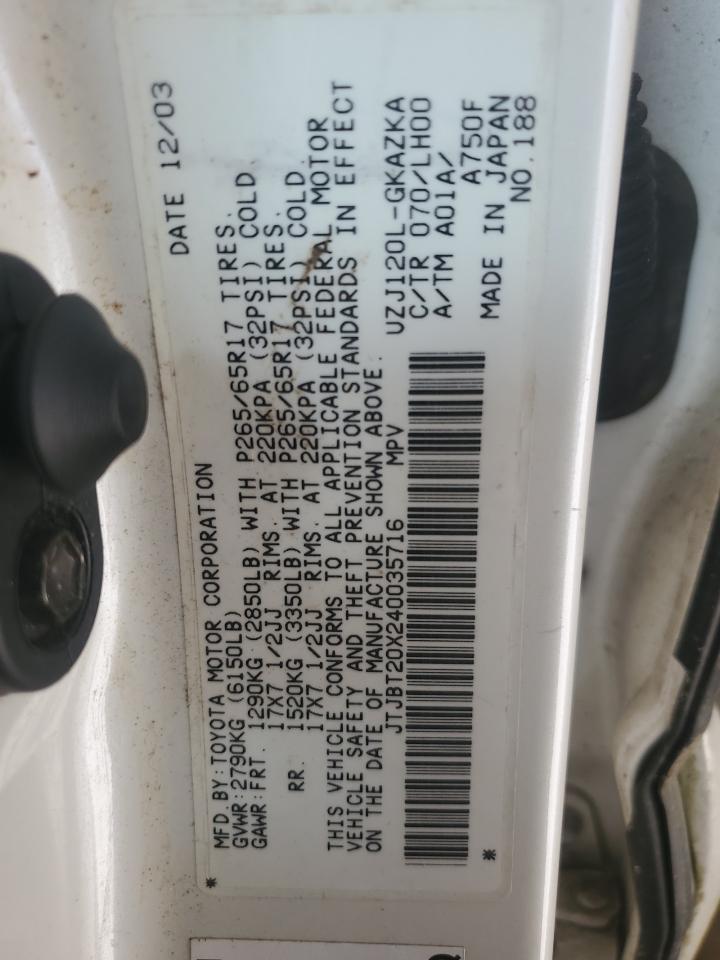 DATE 12/03
MFD.BY:TOYOTA MOTOR CORPORATION
GVWR:2790KG (6150LB)
GAWR:FRT. 1290KG (2850LB) WITH P265/65R17 TIRES.
17X7 1/2JJ RIMS. AT 220KPA (32PSI) COLD.
RR. 1520KG (3350LB) WITH P265/65R17 TIRES.
17X7 1/2JJ RIMS. AT 220KPA (32PSI) COLD.
THIS VEHICLE CONFORMS TO ALL APPLICABLE FEDERAL MOTOR
VEHICLE SAFETY AND THEFT PREVENTION STANDARDS IN EFFECT
ON THE DATE OF MANUFACTURE SHOWN ABOVE.
JTJBT20X240035716 MPV
UZJ120L-GKAZKA
C/TR 070/LH00
A/TM A01A/ A750F
MADE IN JAPAN
NO.188
* *